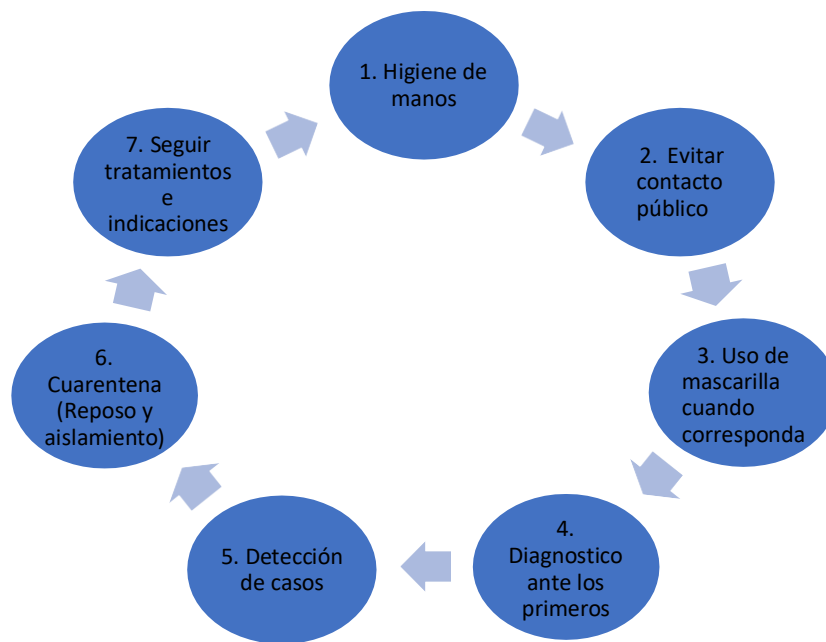 1. Higiene de
manos
2. Evitar
contacto
público
3. Uso de
mascarilla
cuando
corresponda
4.
Diagnostico
ante los
primeros
5. Detección
de casos
6.
Cuarentena
(Reposo y
aislamiento)
7. Seguir
tratamientos
e
indicaciones